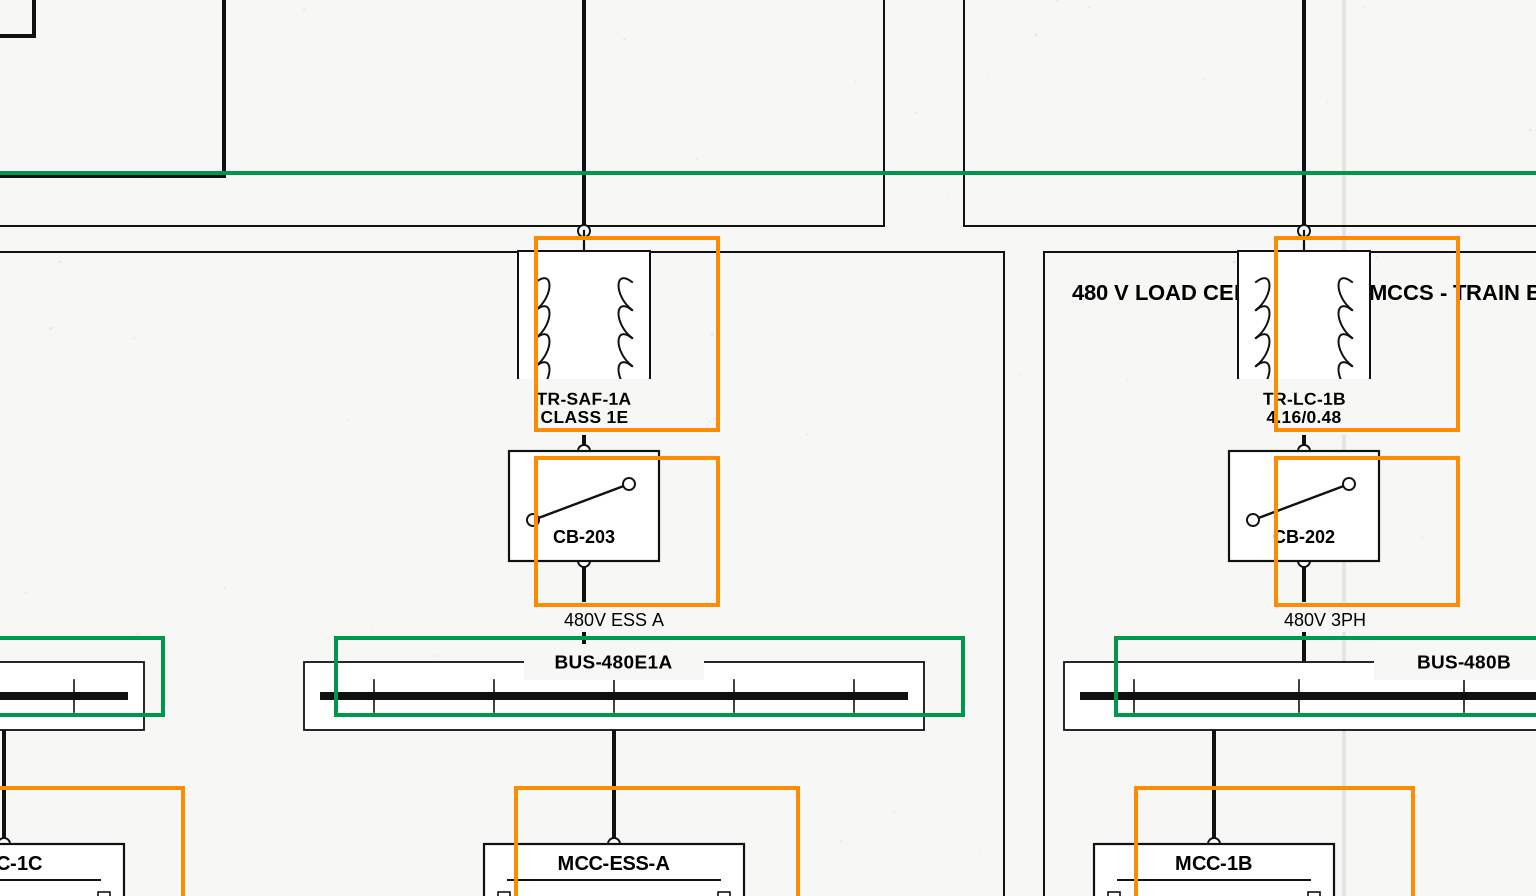 480 V LOAD CE
MCCS - TRAIN
TR-SAF-1A
CLASS 1E
TR-LC-1B
4.16/0.48
CB-203
CB-202
480V ESS A
480V 3PH
BUS-480E1A
BUS-480B
C-1C
MCC-ESS-A
MCC-1B